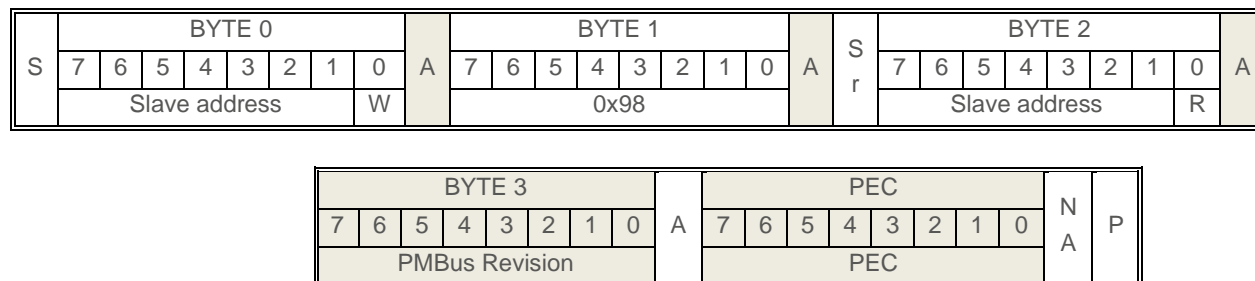 BYTE 0 BYTE 1 BYTE 2
S 7 6 5 4 3 2 1 0 A 7 6 5 4 3 2 1 0 A Sr 7 6 5 4 3 2 1 0 A
Slave address W 0x98 Slave address R
BYTE 3 PEC
7 6 5 4 3 2 1 0 A 7 6 5 4 3 2 1 0 NA P
PMBus Revision PEC